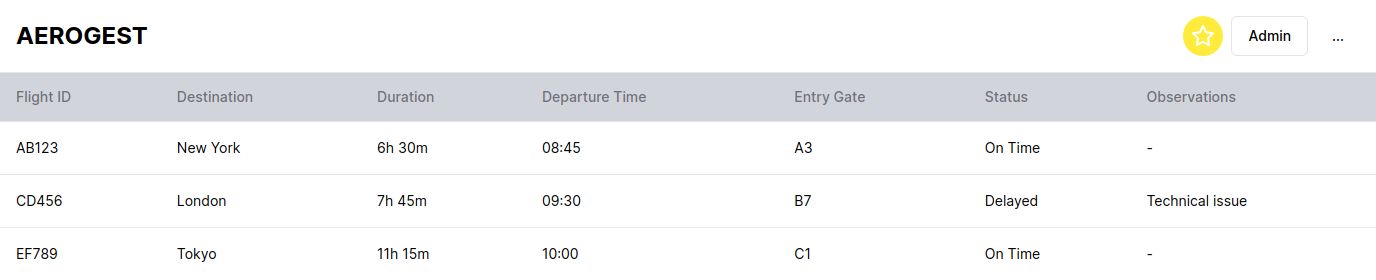 AEROGEST Admin ...
Flight ID Destination Duration Departure Time Entry Gate Status Observations
AB123 New York 6h 30m 08:45 A3 On Time -
CD456 London 7h 45m 09:30 B7 Delayed Technical issue
EF789 Tokyo 11h 15m 10:00 C1 On Time -